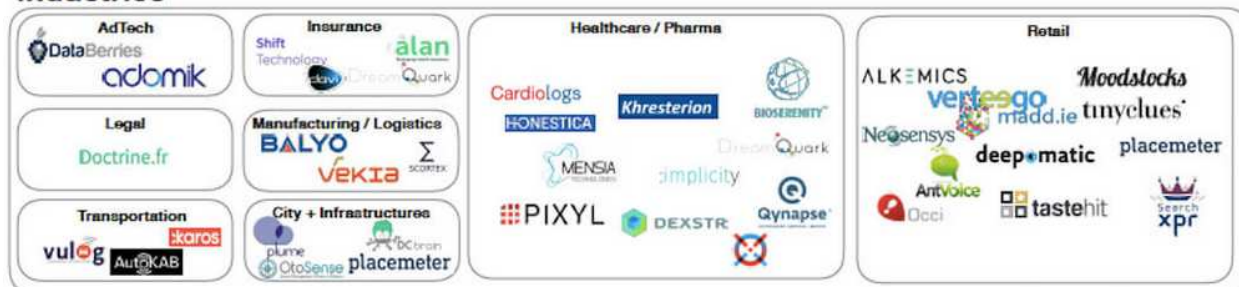 AdTech
DataBerries
adomik
Insurance
Shift
Technology
alan
DreamQuark
Healthcare / Pharma
Cardiologs
HONESTICA
Khresterion
BIOSERENITY
MENSIA
DreamQuark
:implicity
PIXYL
DEXSTR
Qynapse
Retail
ALKEMICS
Moodstocks
verteego
madd.ie
tinyclues
Neosensys
deepomatic
placemeter
AntVoice
Occi
tastehit
Search
xpr
Legal
Doctrine.fr
Manufacturing / Logistics
BALYO
VEKIA
SCORTEX
Transportation
vulog
:karos
AutoKAB
City + Infrastructures
plume
bcbrain
OtoSense
placemeter